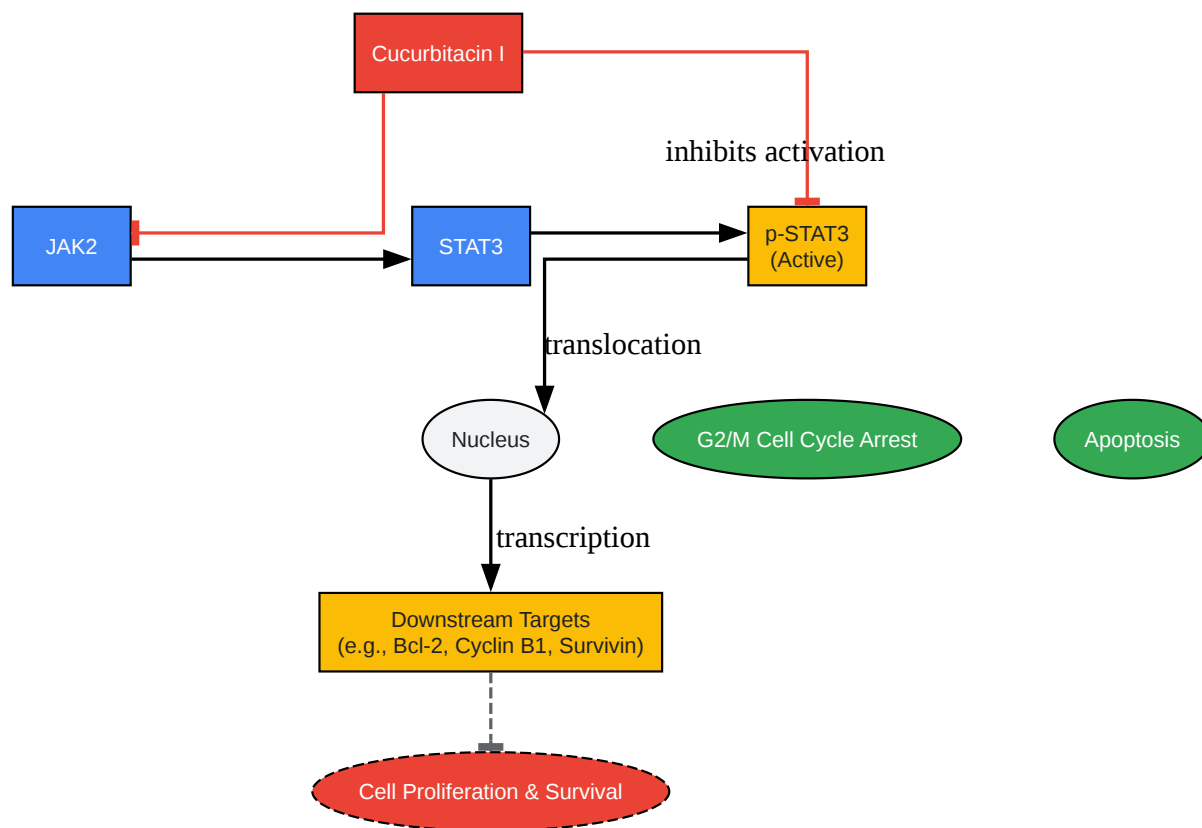 Cucurbitacin I
inhibits activation
JAK2
STAT3
p-STAT3
(Active)
translocation
Nucleus
G2/M Cell Cycle Arrest
Apoptosis
transcription
Downstream Targets
(e.g., Bcl-2, Cyclin B1, Survivin)
Cell Proliferation & Survival